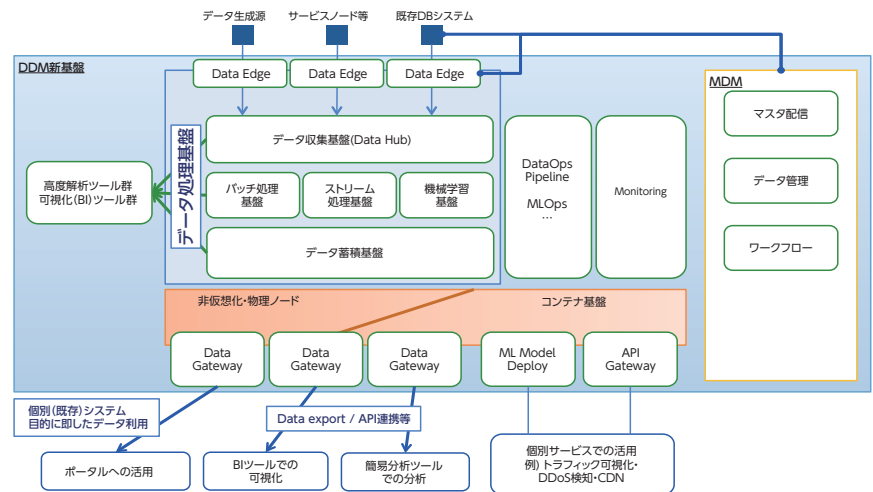 データ生成源
サービスノード等
既存DBシステム
DDM新基盤
Data Edge
Data Edge
Data Edge
MDM
データ処理基盤
データ収集基盤(Data Hub)
バッチ処理
基盤
ストリーム
処理基盤
機械学習
基盤
データ蓄積基盤
高度解析ツール群
可視化(BI)ツール群
DataOps
Pipeline
MLOps
...
Monitoring
マスタ配信
データ管理
ワークフロー
非仮想化・物理ノード
コンテナ基盤
Data
Gateway
Data
Gateway
Data
Gateway
ML Model
Deploy
API
Gateway
個別(既存)システム
目的に即したデータ利用
Data export / API連携等
ポータルへの活用
BIツールでの
可視化
簡易分析ツール
での分析
個別サービスでの活用
例) トラフィック可視化・
DDoS検知・CDN